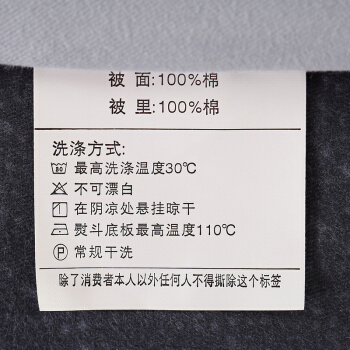 被 面:100%棉
被 里:100%棉
洗涤方式:
最高洗涤温度30℃
不可漂白
在阴凉处悬挂晾干
熨斗底板最高温度110℃
P 常规干洗
除了消费者本人以外任何人不得撕除这个标签